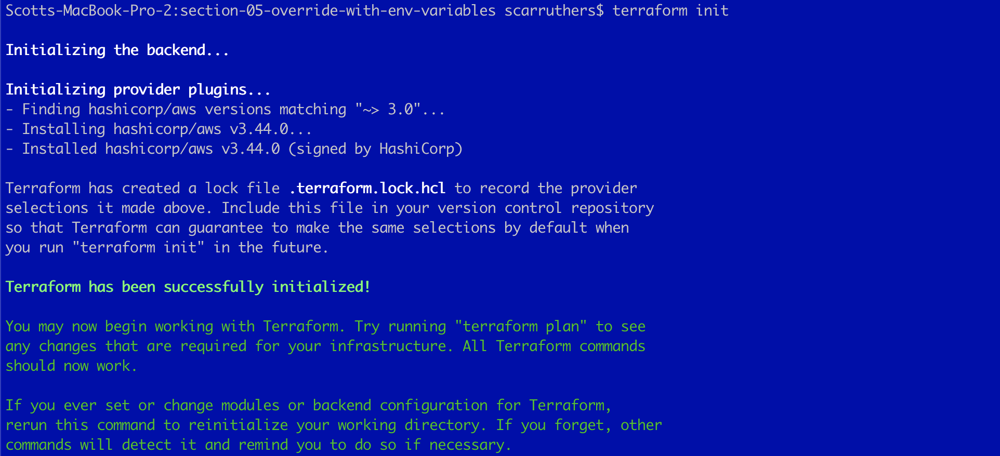 Scotts-MacBook-Pro-2:section-05-override-with-env-variables scarruthers$ terraform init
Initializing the backend...
Initializing provider plugins...
- Finding hashicorp/aws versions matching "~> 3.0"...
- Installing hashicorp/aws v3.44.0...
- Installed hashicorp/aws v3.44.0 (signed by HashiCorp)
Terraform has created a lock file .terraform.lock.hcl to record the provider
selections it made above. Include this file in your version control repository
so that Terraform can guarantee to make the same selections by default when
you run "terraform init" in the future.
Terraform has been successfully initialized!
You may now begin working with Terraform. Try running "terraform plan" to see
any changes that are required for your infrastructure. All Terraform commands
should now work.
If you ever set or change modules or backend configuration for Terraform,
rerun this command to reinitialize your working directory. If you forget, other
commands will detect it and remind you to do so if necessary.